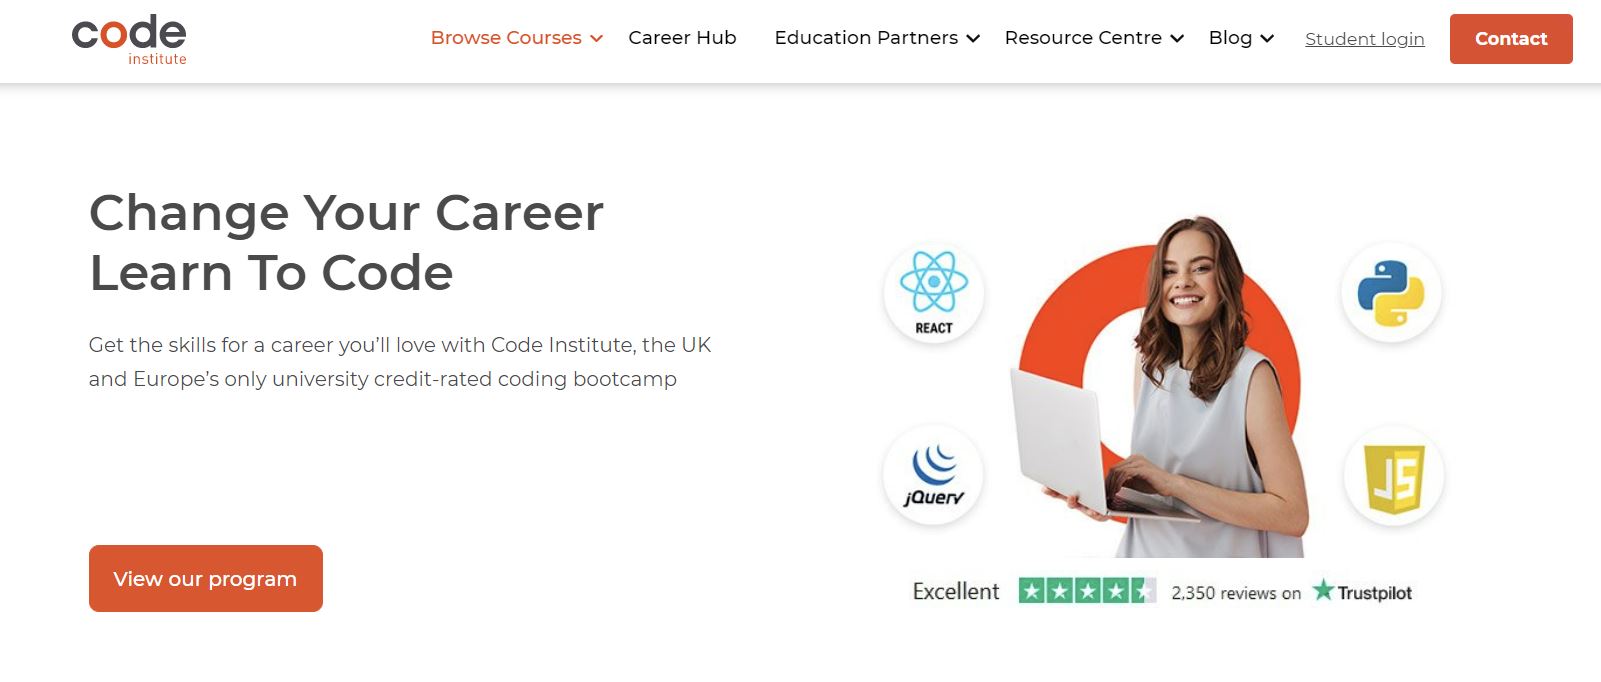 code
institute
Browse Courses
Career Hub
Education Partners
Resource Centre
Blog
Student login
Contact
Change Your Career
Learn To Code
Get the skills for a career you’ll love with Code Institute, the UK
and Europe’s only university credit-rated coding bootcamp
View our program
REACT
jQuery
JS
Excellent
2,350 reviews on
Trustpilot